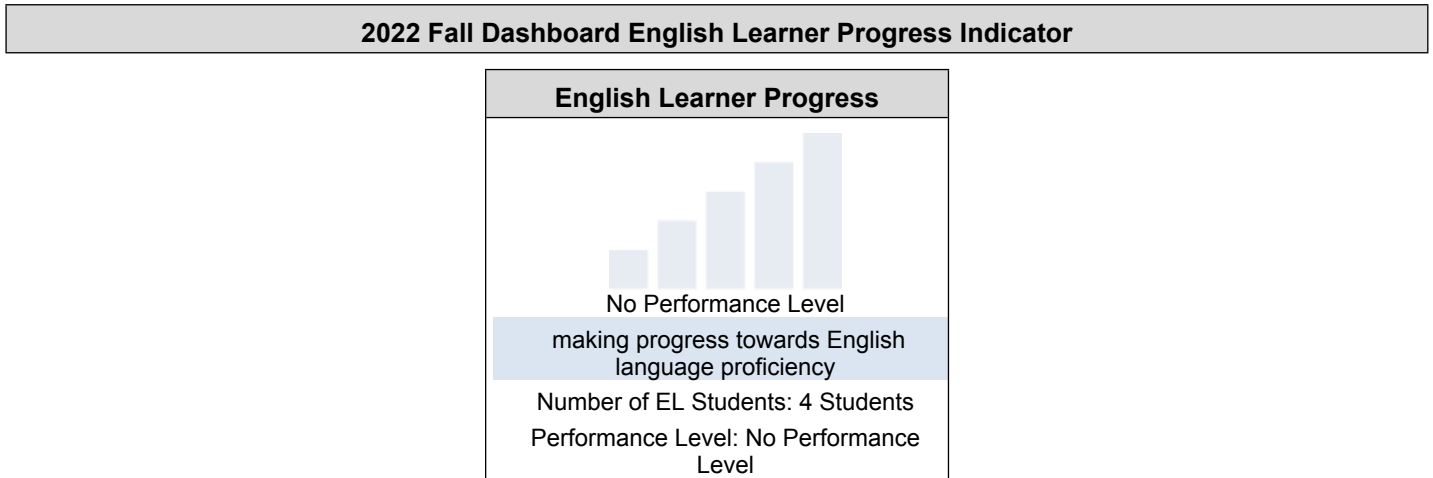 2022 Fall Dashboard English Learner Progress Indicator
English Learner Progress
No Performance Level
making progress towards English
language proficiency
Number of EL Students: 4 Students
Performance Level: No Performance
Level